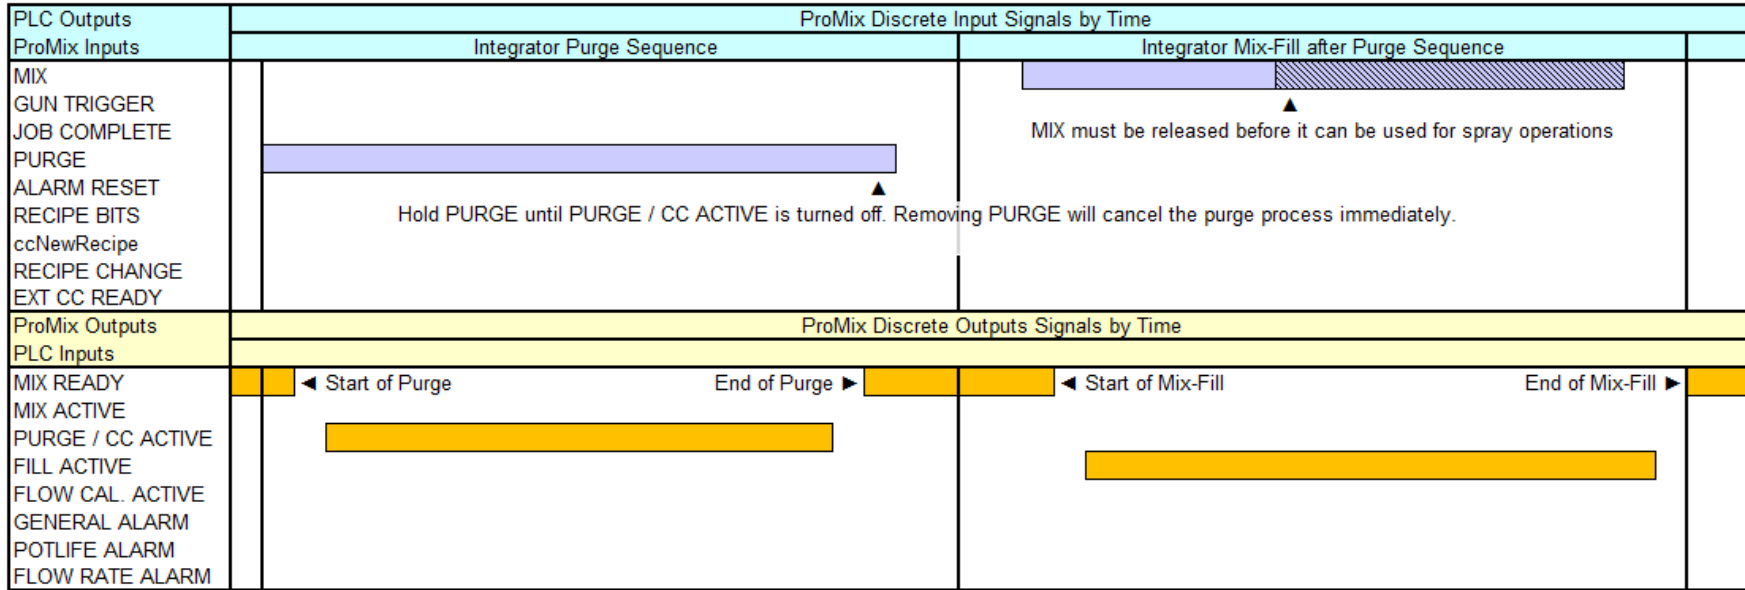 PLC Outputs
ProMix Discrete Input Signals by Time
ProMix Inputs
Integrator Purge Sequence
Integrator Mix-Fill after Purge Sequence
MIX
GUN TRIGGER
▲
JOB COMPLETE
MIX must be released before it can be used for spray operations
PURGE
ALARM RESET
▲
RECIPE BITS
Hold PURGE until PURGE / CC ACTIVE is turned off. Removing PURGE will cancel the purge process immediately.
ccNewRecipe
RECIPE CHANGE
EXT CC READY
ProMix Outputs
ProMix Discrete Outputs Signals by Time
PLC Inputs
MIX READY
◄ Start of Purge
End of Purge ►
◄ Start of Mix-Fill
End of Mix-Fill ►
MIX ACTIVE
PURGE / CC ACTIVE
FILL ACTIVE
FLOW CAL. ACTIVE
GENERAL ALARM
POTLIFE ALARM
FLOW RATE ALARM